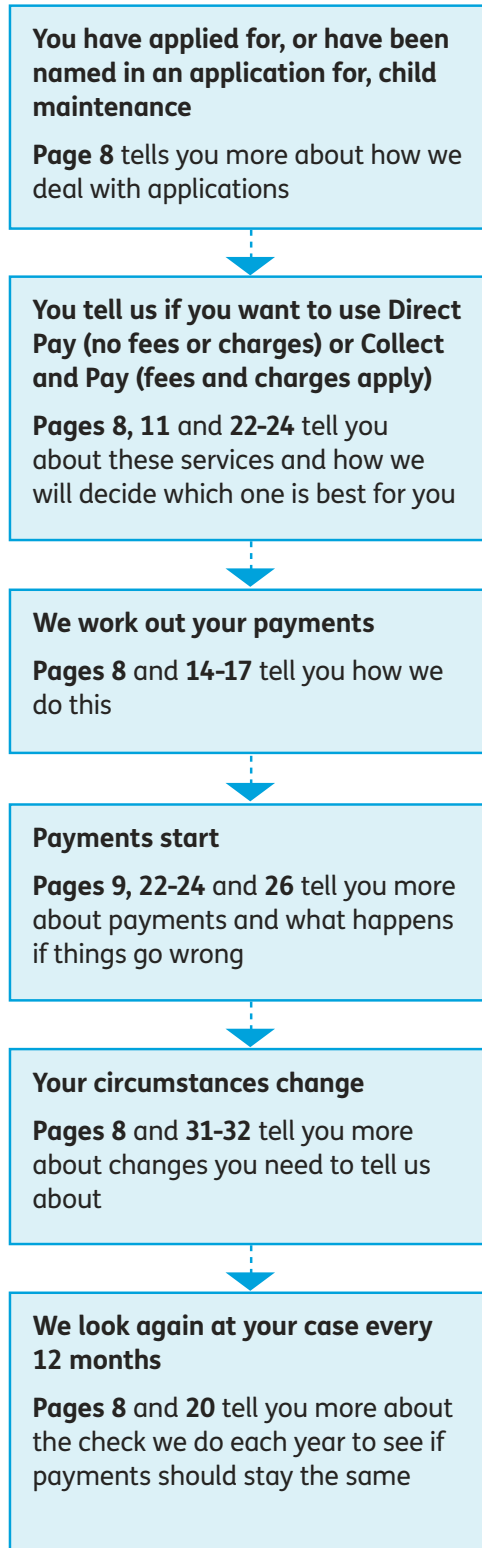 You have applied for, or have been
named in an application for, child
maintenance
Page 8 tells you more about how we
deal with applications
You tell us if you want to use Direct
Pay (no fees or charges) or Collect
and Pay (fees and charges apply)
Pages 8, 11 and 22-24 tell you
about these services and how we
will decide which one is best for you
We work out your payments
Pages 8 and 14-17 tell you how we
do this
Payments start
Pages 9, 22-24 and 26 tell you more
about payments and what happens
if things go wrong
Your circumstances change
Pages 8 and 31-32 tell you more
about changes you need to tell us
about
We look again at your case every
12 months
Pages 8 and 20 tell you more about
the check we do each year to see if
payments should stay the same